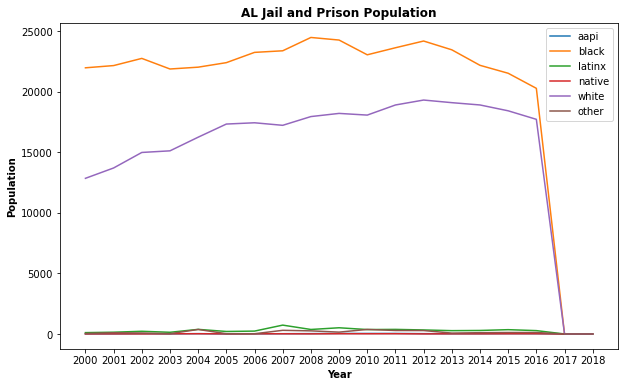 AL Jail and Prison Population
aapi
black
latinx
native
white
other
25000
20000
15000
10000
5000
0
Population
2000 2001 2002 2003 2004 2005 2006 2007 2008 2009 2010 2011 2012 2013 2014 2015 2016 2017 2018
Year